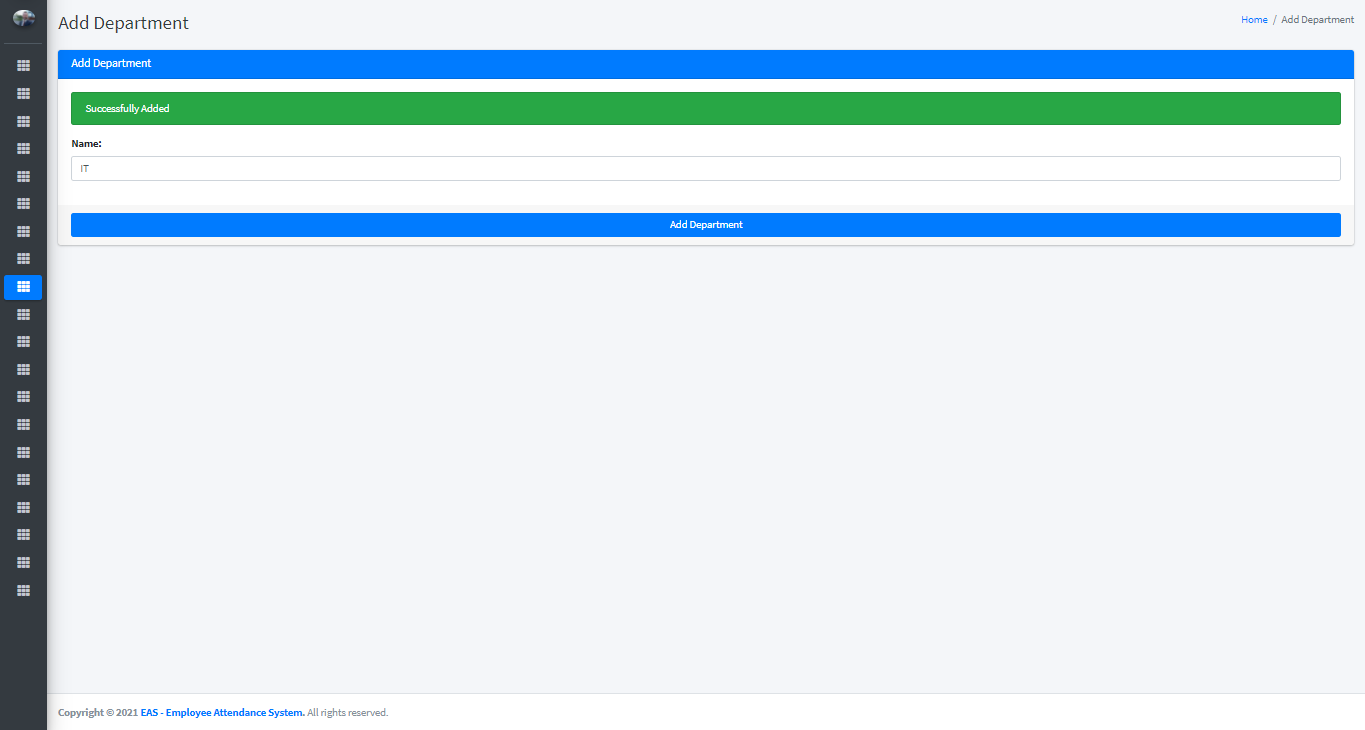 Add Department
Home / Add Department
Add Department
Successfully Added
Name:
IT
Add Department
Copyright © 2021 EAS - Employee Attendance System. All rights reserved.